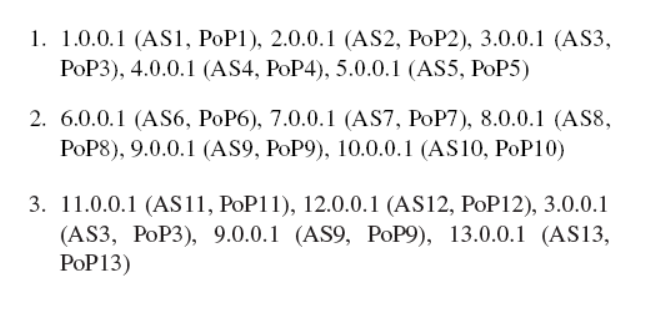 1. 1.0.0.1 (AS1, PoP1), 2.0.0.1 (AS2, PoP2), 3.0.0.1 (AS3,
PoP3), 4.0.0.1 (AS4, PoP4), 5.0.0.1 (AS5, PoP5)
2. 6.0.0.1 (AS6, PoP6), 7.0.0.1 (AS7, PoP7), 8.0.0.1 (AS8,
PoP8), 9.0.0.1 (AS9, PoP9), 10.0.0.1 (AS10, PoP10)
3. 11.0.0.1 (AS11, PoP11), 12.0.0.1 (AS12, PoP12), 3.0.0.1
(AS3, PoP3), 9.0.0.1 (AS9, PoP9), 13.0.0.1 (AS13,
PoP13)